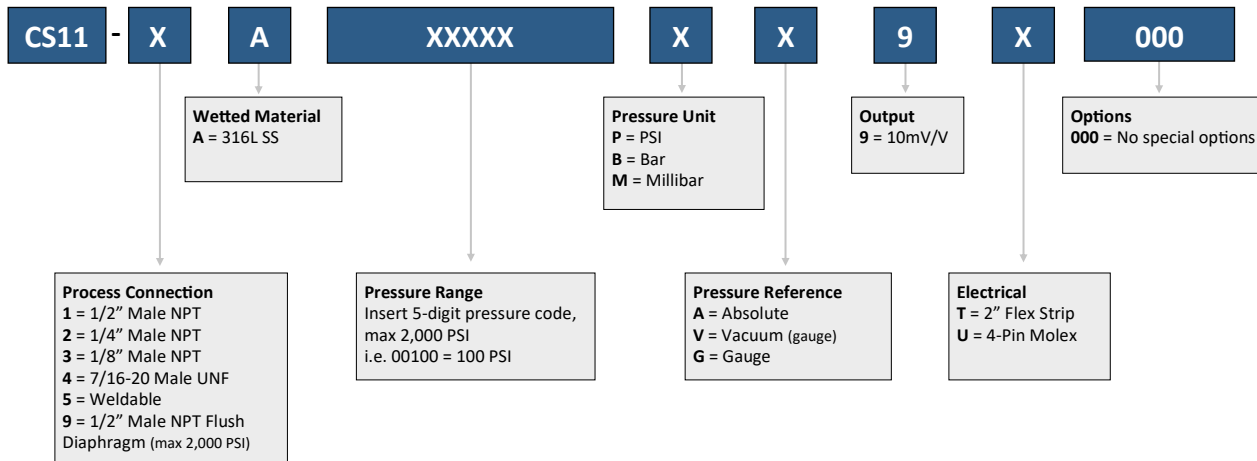 CS11 - X A XXXXX X X 9 X 000
Wetted Material
A = 316L SS
Pressure Unit
P = PSI
B = Bar
M = Millibar
Output
9 = 10mV/V
Options
000 = No special options
Process Connection
1 = 1/2” Male NPT
2 = 1/4” Male NPT
3 = 1/8” Male NPT
4 = 7/16-20 Male UNF
5 = Weldable
9 = 1/2” Male NPT Flush
Diaphragm (max 2,000 PSI)
Pressure Range
Insert 5-digit pressure code,
max 2,000 PSI
i.e. 00100 = 100 PSI
Pressure Reference
A = Absolute
V = Vacuum (gauge)
G = Gauge
Electrical
T = 2” Flex Strip
U = 4-Pin Molex